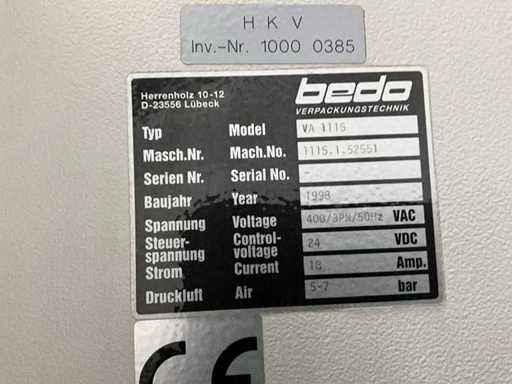 H K V
Inv.-Nr. 1000 0385
Herrenholz 10-12
D-23556 Lübeck
bedo
VERPACKUNGSTECHNIK
Typ Model VA 1115
Masch.Nr. Mach.No. 1115.1.52551
Serien Nr. Serial No. -
Baujahr Year 1998
Spannung Voltage 400/3PN/50Hz VAC
Steuer-spannung Control-voltage 24 VDC
Strom Current 18 Amp.
Druckluft Air 5-7 bar
CE